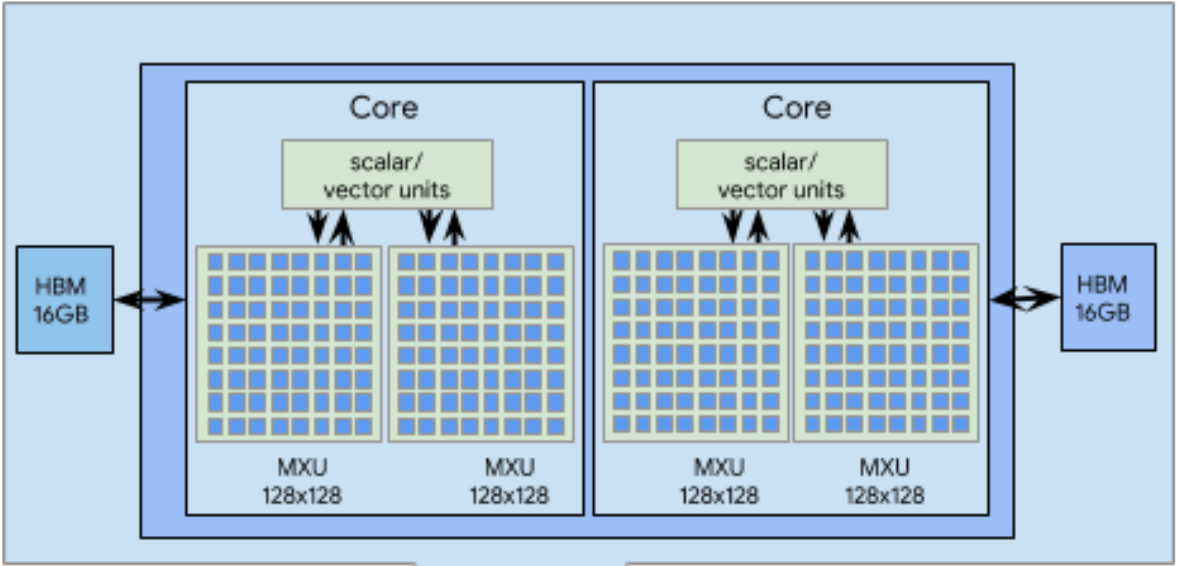 Core
scalar/
vector units
HBM
16GB
MXU
128x128
MXU
128x128
Core
scalar/
vector units
MXU
128x128
MXU
128x128
HBM
16GB